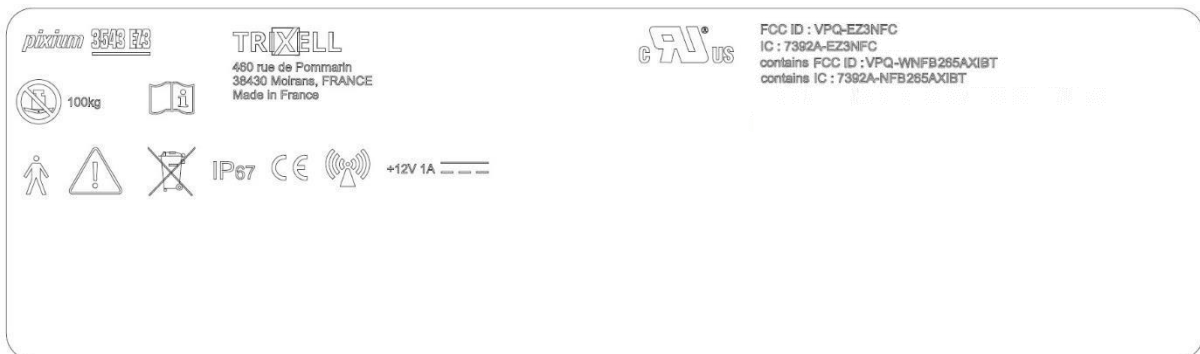 pixium 3543 EZ3
TRIXELL
460 rue de Pommarin
38430 Moirans, FRANCE
Made in France
100kg
IP67 CE +12V 1A
C RU ® US
FCC ID : VPQ-EZ3NFC
IC : 7392A-EZ3NFC
contains FCC ID : VPQ-WNFB265AXIBT
contains IC : 7392A-NFB265AXIBT